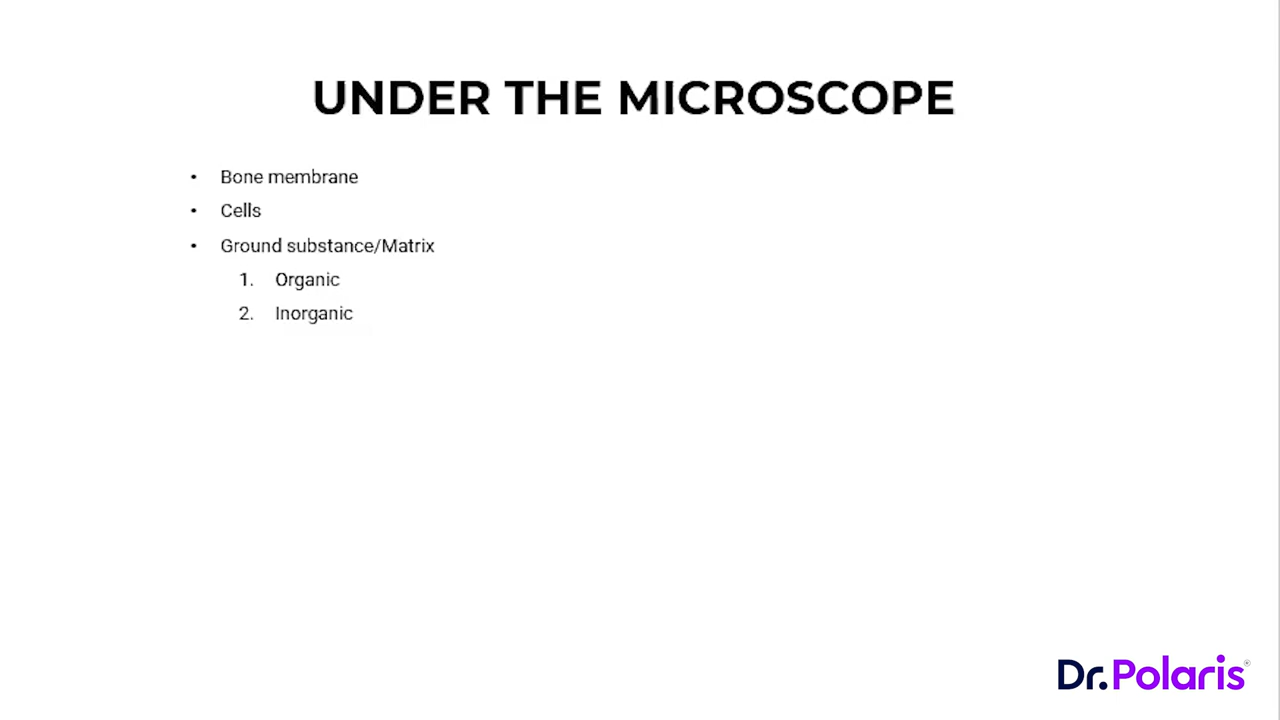 UNDER THE MICROSCOPE
• Bone membrane
• Cells
• Ground substance/Matrix
1. Organic
2. Inorganic
Dr.Polaris®